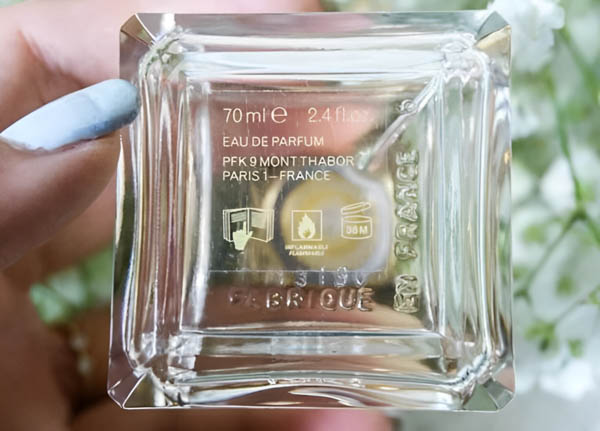 70 ml ℮ 2.4 fl.oz.
EAU DE PARFUM
PFK 9 MONT THABOR
PARIS 1–FRANCE
36M
INFLAMMABLE
FLAMMABLE
FABRIQUE EN FRANCE